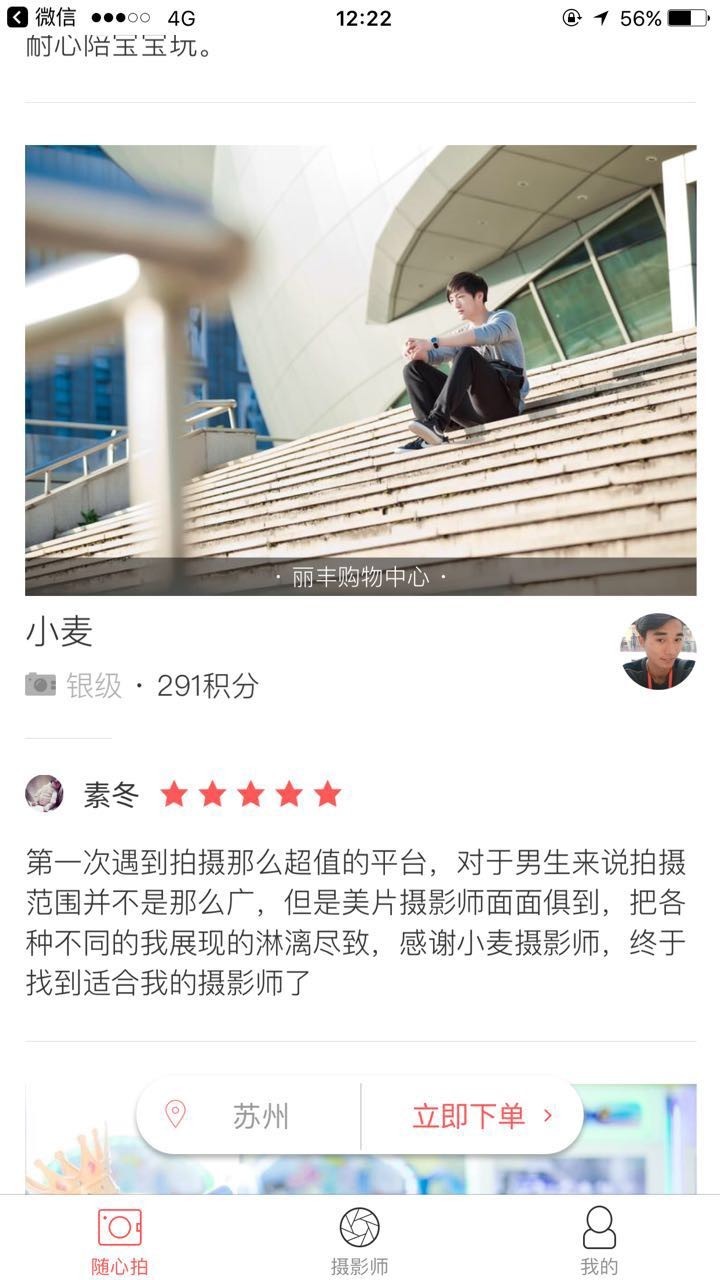 微信 4G 12:22 56%
耐心陪宝宝玩。
· 丽丰购物中心 ·
小麦
银级 · 291积分
素冬
第一次遇到拍摄那么超值的平台，对于男生来说拍摄
范围并不是那么广，但是美片摄影师面面俱到，把各
种不同的我展现的淋漓尽致，感谢小麦摄影师，终于
找到适合我的摄影师了
苏州 立即下单
随心拍 摄影师 我的